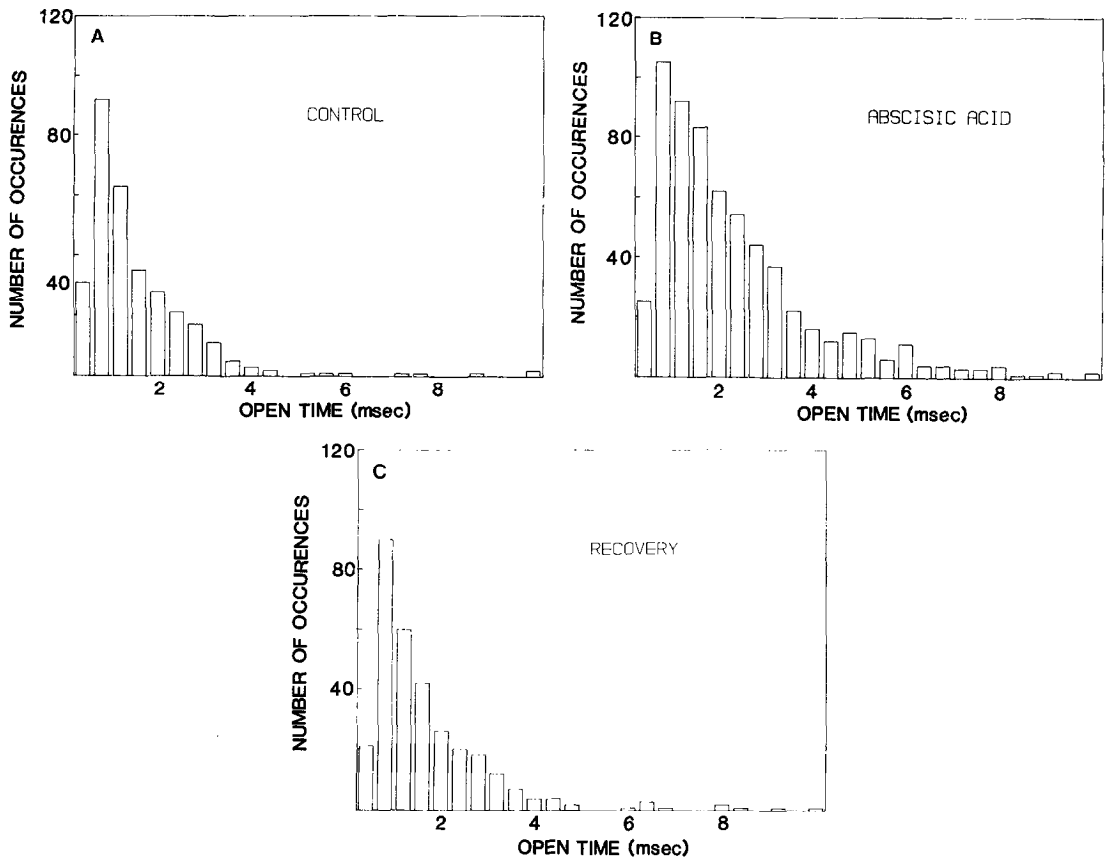 A
CONTROL
NUMBER OF OCCURENCES
120
80
40
2 4 6 8
OPEN TIME (msec)
B
ABSCISIC ACID
NUMBER OF OCCURENCES
120
80
40
2 4 6 8
OPEN TIME (msec)
C
RECOVERY
NUMBER OF OCCURENCES
120
80
40
2 4 6 8
OPEN TIME (msec)